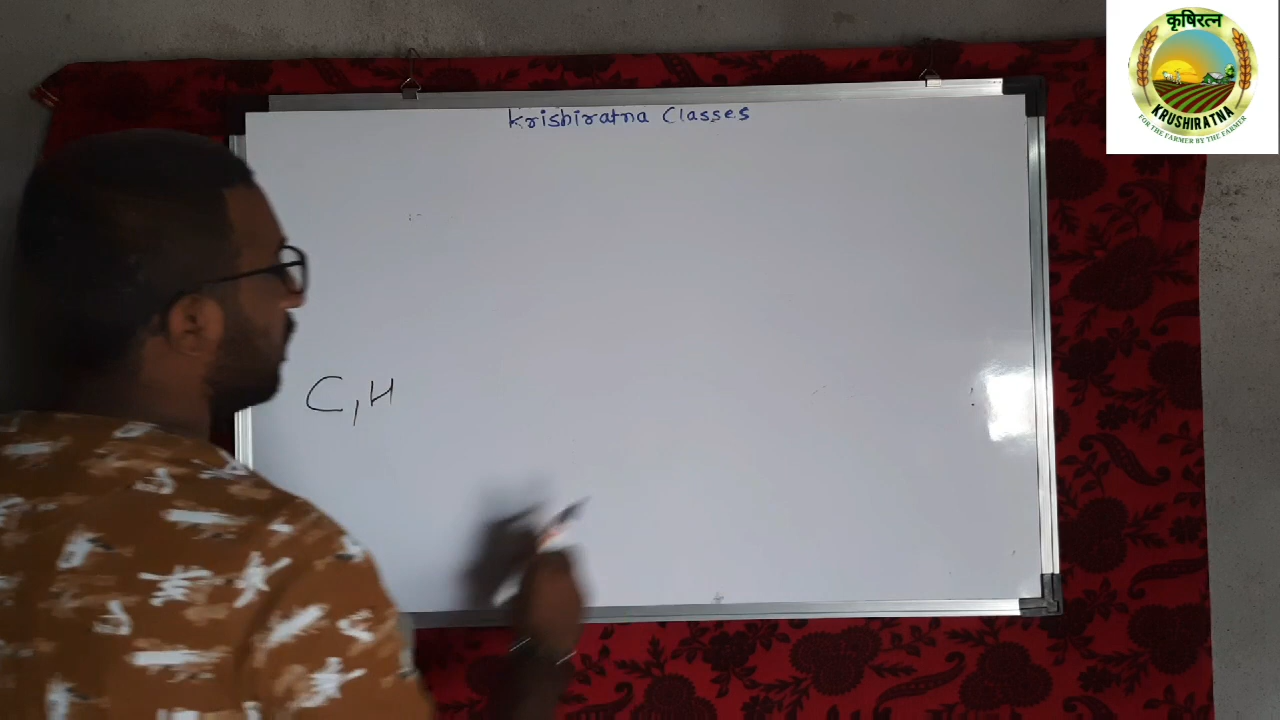 Krishiratna Classes
कृषिरत्न
KRUSHIRATNA
FOR THE FARMER BY THE FARMER
C, H